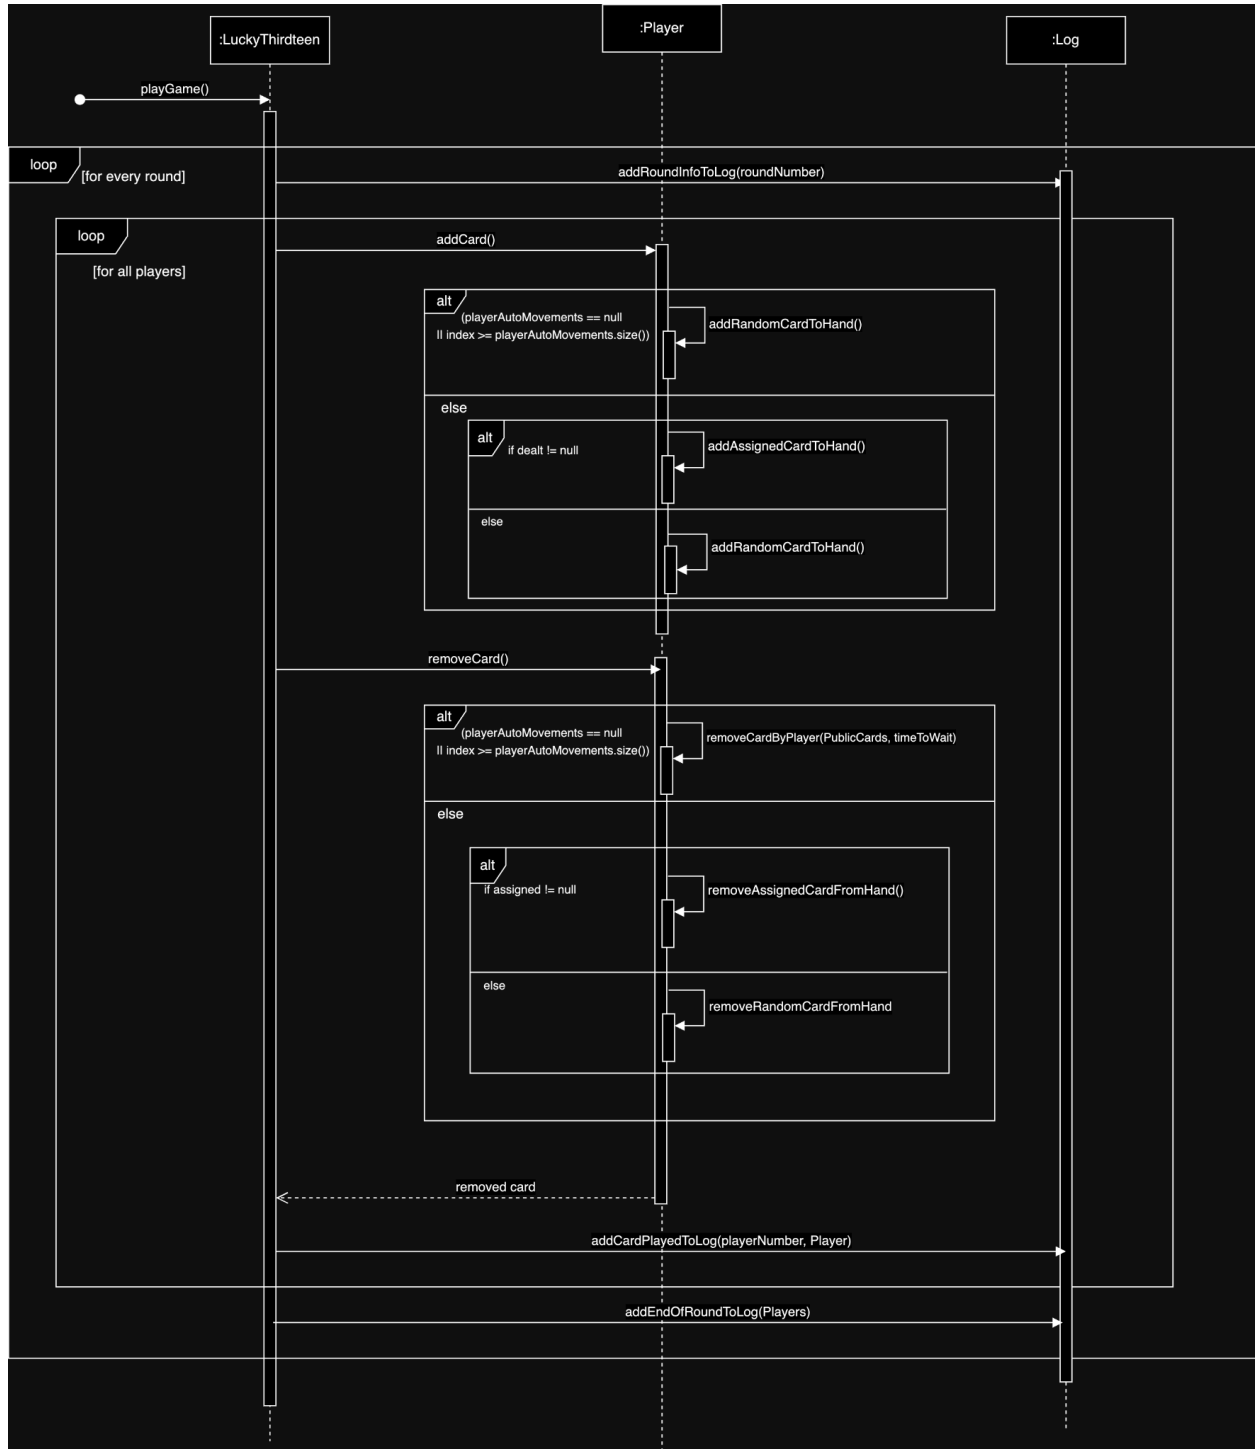 :LuckyThirdteen
:Player
:Log
playGame()
loop
[for every round]
addRoundInfoToLog(roundNumber)
loop
[for all players]
addCard()
alt
(playerAutoMovements == null
|| index >= playerAutoMovements.size())
addRandomCardToHand()
else
alt
if dealt != null
addAssignedCardToHand()
else
addRandomCardToHand()
removeCard()
alt
(playerAutoMovements == null
|| index >= playerAutoMovements.size())
removeCardByPlayer(PublicCards, timeToWait)
else
alt
if assigned != null
removeAssignedCardFromHand()
else
removeRandomCardFromHand
removed card
addCardPlayedToLog(playerNumber, Player)
addEndOfRoundToLog(Players)